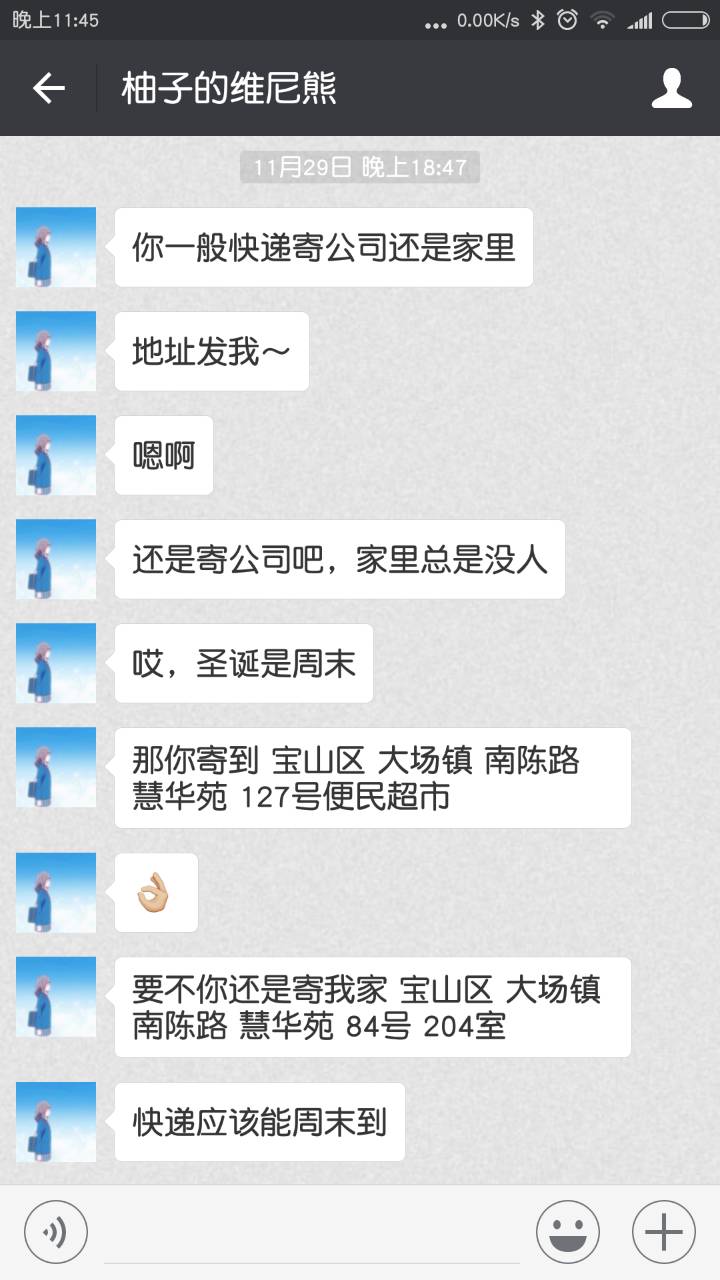 晚上11:45
0.00K/s
柚子的维尼熊
11月29日 晚上18:47
你一般快递寄公司还是家里
地址发我～
嗯啊
还是寄公司吧，家里总是没人
哎，圣诞是周末
那你寄到 宝山区 大场镇 南陈路
慧华苑 127号便民超市
👌🏼
要不你还是寄我家 宝山区 大场镇
南陈路 慧华苑 84号 204室
快递应该能周末到